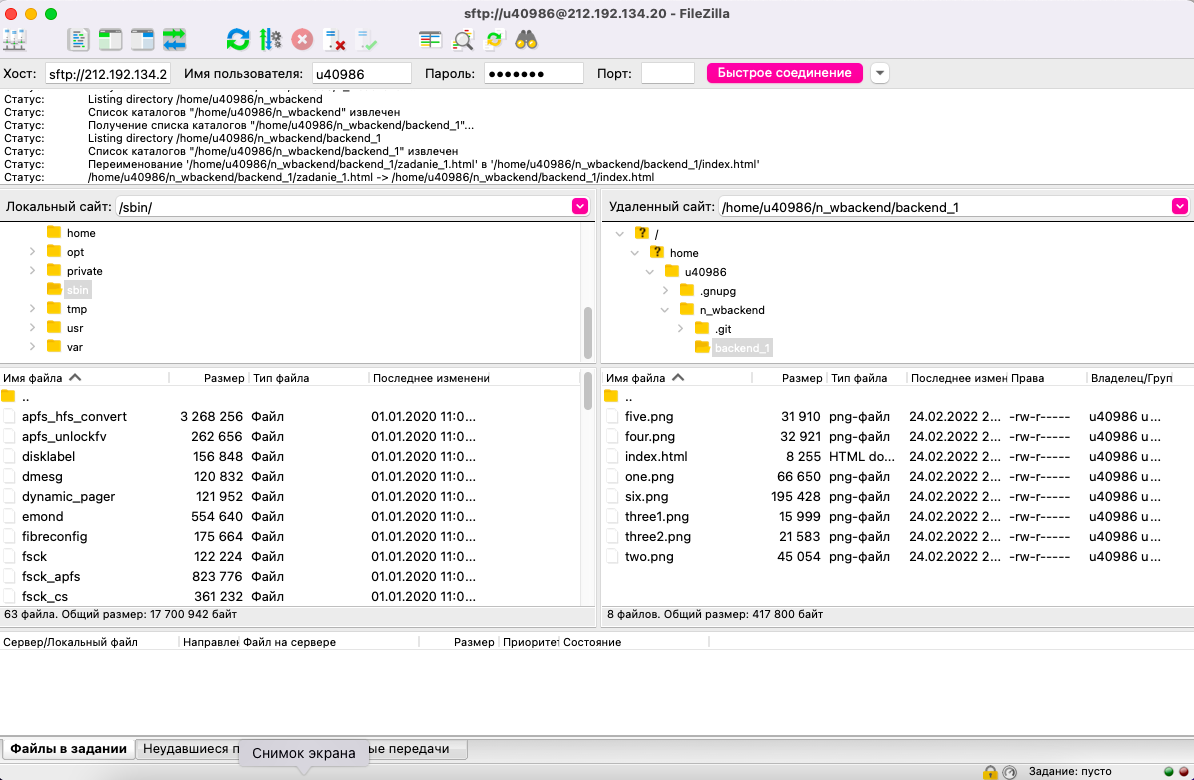 sftp://u40986@212.192.134.20 - FileZilla
Хост: sftp://212.192.134.2 Имя пользователя: u40986 Пароль: ●●●●●●● Порт: Быстрое соединение
Статус: Listing directory /home/u40986/n_wbackend
Статус: Список каталогов "/home/u40986/n_wbackend" извлечен
Статус: Получение списка каталогов "/home/u40986/n_wbackend/backend_1"...
Статус: Listing directory /home/u40986/n_wbackend/backend_1
Статус: Список каталогов "/home/u40986/n_wbackend/backend_1" извлечен
Статус: Переименование '/home/u40986/n_wbackend/backend_1/zadanie_1.html' в '/home/u40986/n_wbackend/backend_1/index.html'
Статус: /home/u40986/n_wbackend/backend_1/zadanie_1.html -> /home/u40986/n_wbackend/backend_1/index.html
Локальный сайт: /sbin/
home
opt
private
sbin
tmp
usr
var
Имя файла Размер Тип файла Последнее изменени
..
apfs_hfs_convert 3 268 256 Файл 01.01.2020 11:0...
apfs_unlockfv 262 656 Файл 01.01.2020 11:0...
disklabel 156 848 Файл 01.01.2020 11:0...
dmesg 120 832 Файл 01.01.2020 11:0...
dynamic_pager 121 952 Файл 01.01.2020 11:0...
emond 554 640 Файл 01.01.2020 11:0...
fibreconfig 175 664 Файл 01.01.2020 11:0...
fsck 122 224 Файл 01.01.2020 11:0...
fsck_apfs 823 776 Файл 01.01.2020 11:0...
fsck_cs 361 232 Файл 01.01.2020 11:0...
63 файла. Общий размер: 17 700 942 байт
Удаленный сайт: /home/u40986/n_wbackend/backend_1
? /
? home
u40986
.gnupg
n_wbackend
.git
backend_1
Имя файла Размер Тип файла Последнее измен Права Владелец/Груп
..
five.png 31 910 png-файл 24.02.2022 2... -rw-r----- u40986 u...
four.png 32 921 png-файл 24.02.2022 2... -rw-r----- u40986 u...
index.html 8 255 HTML do... 24.02.2022 2... -rw-r----- u40986 u...
one.png 66 650 png-файл 24.02.2022 2... -rw-r----- u40986 u...
six.png 195 428 png-файл 24.02.2022 2... -rw-r----- u40986 u...
three1.png 15 999 png-файл 24.02.2022 2... -rw-r----- u40986 u...
three2.png 21 583 png-файл 24.02.2022 2... -rw-r----- u40986 u...
two.png 45 054 png-файл 24.02.2022 2... -rw-r----- u40986 u...
8 файлов. Общий размер: 417 800 байт
Сервер/Локальный файл Направлен Файл на сервере Размер Приоритет Состояние
Файлы в задании Неудавшиеся п ые передачи
Снимок экрана
Задание: пусто